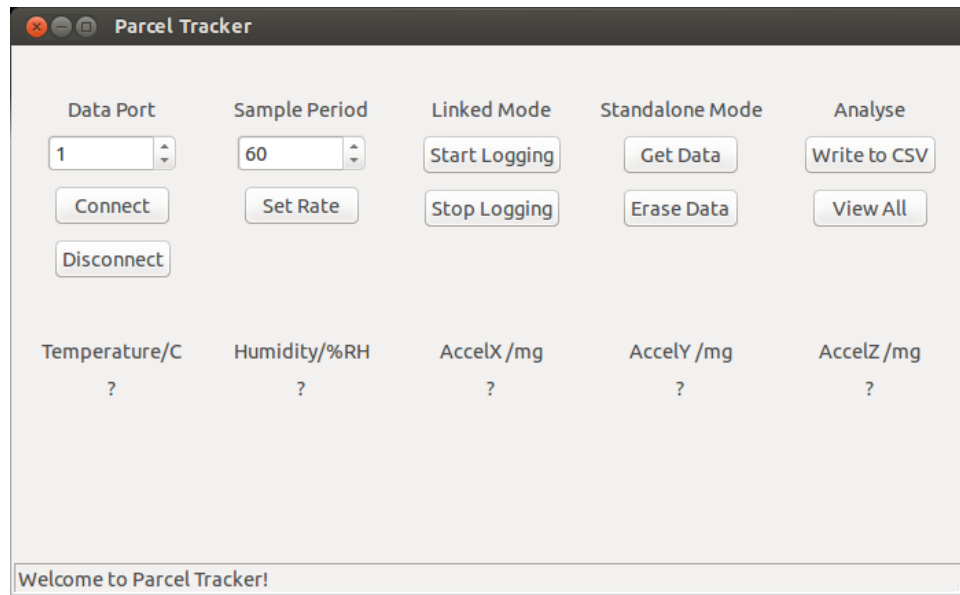 Parcel Tracker
Data Port Sample Period Linked Mode Standalone Mode Analyse
1 60 Start Logging Get Data Write to CSV
Connect Set Rate Stop Logging Erase Data View All
Disconnect
Temperature/C Humidity/%RH AccelX /mg AccelY /mg AccelZ /mg
? ? ? ? ?
Welcome to Parcel Tracker!